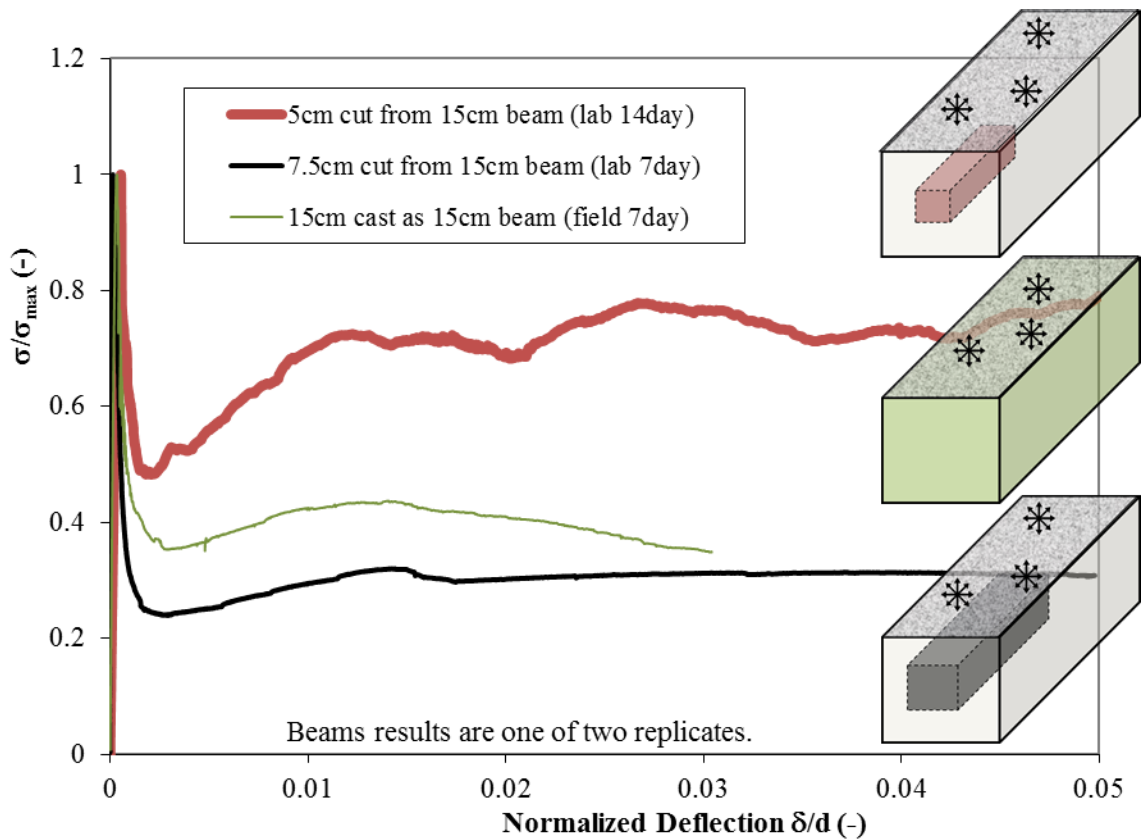 1.2
1
0.8
0.6
0.4
0.2
0
σ/σmax (-)
5cm cut from 15cm beam (lab 14day)
7.5cm cut from 15cm beam (lab 7day)
15cm cast as 15cm beam (field 7day)
Beams results are one of two replicates.
0 0.01 0.02 0.03 0.04 0.05
Normalized Deflection δ/d (-)